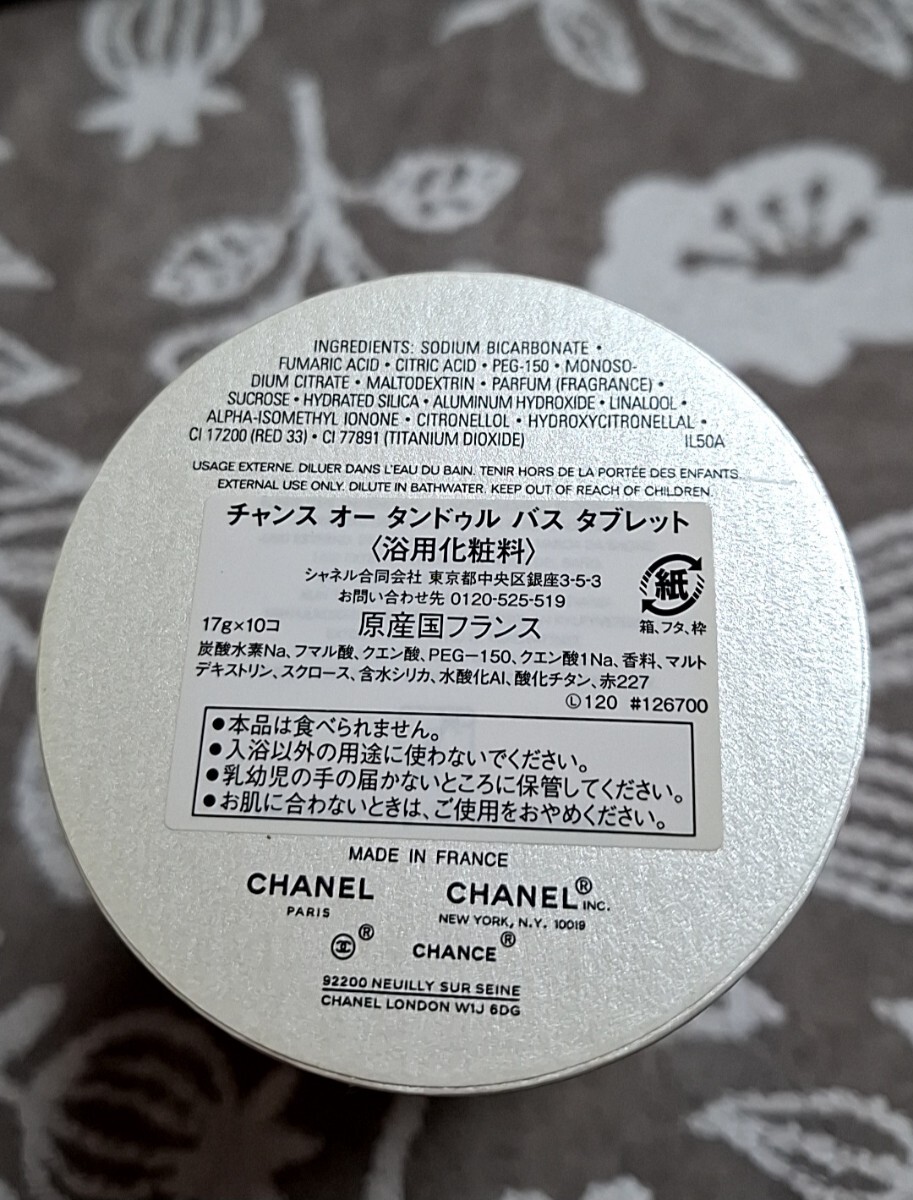 INGREDIENTS: SODIUM BICARBONATE •
FUMARIC ACID • CITRIC ACID • PEG-150 • MONOSO-
DIUM CITRATE • MALTODEXTRIN • PARFUM (FRAGRANCE) •
SUCROSE • HYDRATED SILICA • ALUMINUM HYDROXIDE • LINALOOL •
ALPHA-ISOMETHYL IONONE • CITRONELLOL • HYDROXYCITRONELLAL •
CI 17200 (RED 33) • CI 77891 (TITANIUM DIOXIDE) IL50A
USAGE EXTERNE. DILUER DANS L'EAU DU BAIN. TENIR HORS DE LA PORTÉE DES ENFANTS.
EXTERNAL USE ONLY. DILUTE IN BATHWATER. KEEP OUT OF REACH OF CHILDREN.
チャンス オー タンドゥル バス タブレット
〈浴用化粧料〉
シャネル合同会社 東京都中央区銀座3-5-3
お問い合わせ先 0120-525-519
紙
箱、フタ、枠
17g×10コ 原産国フランス
炭酸水素Na、フマル酸、クエン酸、PEG-150、クエン酸1Na、香料、マルト
デキストリン、スクロース、含水シリカ、水酸化Al、酸化チタン、赤227
Ⓛ120 #126700
●本品は食べられません。
●入浴以外の用途に使わないでください。
●乳幼児の手の届かないところに保管してください。
●お肌に合わないときは、ご使用をおやめください。
MADE IN FRANCE
CHANEL CHANEL® INC.
PARIS NEW YORK, N.Y. 10019
® CHANCE®
92200 NEUILLY SUR SEINE
CHANEL LONDON W1J 6DG